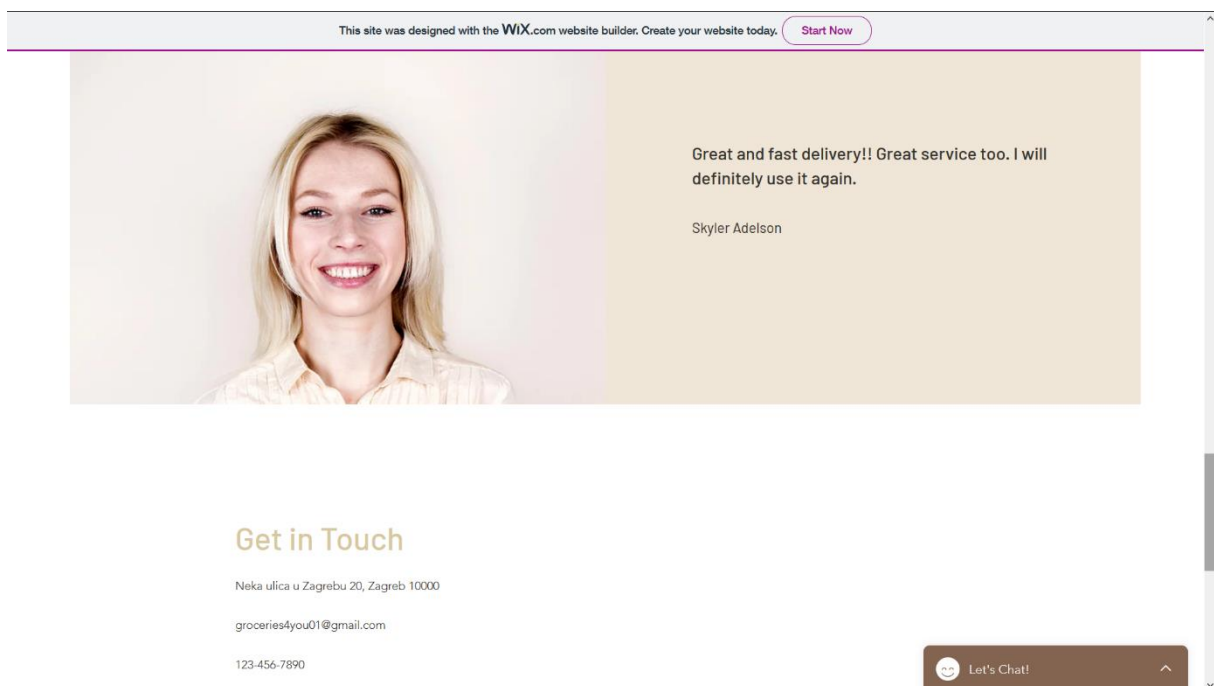 This site was designed with the WiX.com website builder. Create your website today. Start Now
Great and fast delivery!! Great service too. I will
definitely use it again.
Skyler Adelson
Get in Touch
Neka ulica u Zagrebu 20, Zagreb 10000
groceries4you01@gmail.com
123-456-7890
Let's Chat!